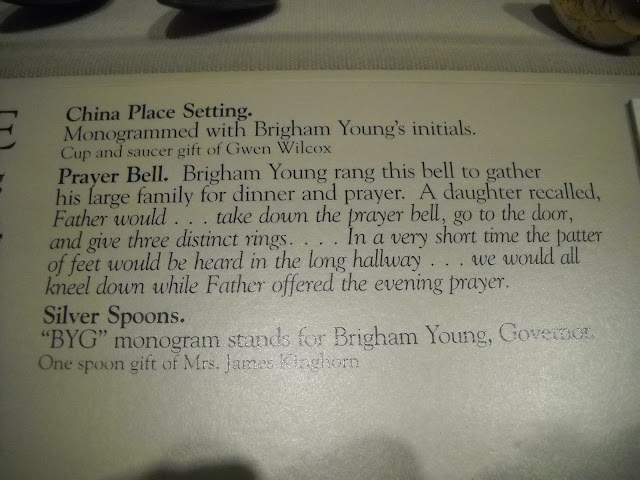 China Place Setting.
Monogrammed with Brigham Young's initials.
Cup and saucer gift of Gwen Wilcox
Prayer Bell. Brigham Young rang this bell to gather
his large family for dinner and prayer. A daughter recalled,
Father would . . . take down the prayer bell, go to the door,
and give three distinct rings. . . . In a very short time the patter
of feet would be heard in the long hallway . . . we would all
kneel down while Father offered the evening prayer.
Silver Spoons.
"BYG" monogram stands for Brigham Young, Governor.
One spoon gift of Mrs. James Kinghorn